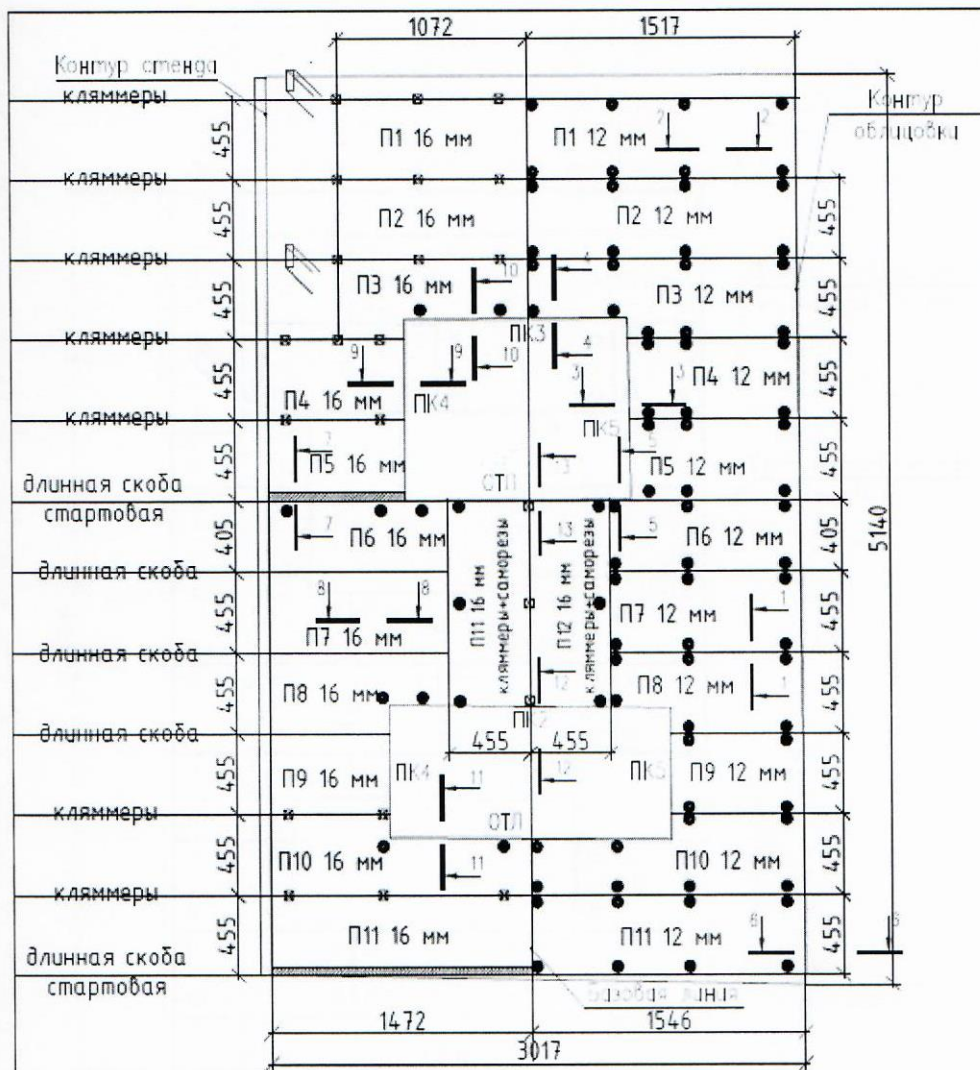 1072
1517
Контур стенда
кляммеры
Контур
облицовки
455
П1 16 мм
П1 12 мм
2
2
кляммеры
455
П2 16 мм
П2 12 мм
455
кляммеры
10
4
455
П3 16 мм
П3 12 мм
455
кляммеры
ПК3
9
9
10
4
3
3
455
П4 16 мм
ПК4
П4 12 мм
455
кляммеры
ПК5
5
455
П5 16 мм
13
П5 12 мм
455
длинная скоба
стартовая
СТП
5140
405
7
П6 16 мм
13
5
П6 12 мм
405
длинная скоба
П11 16 мм
кляммеры+саморезы
П12 16 мм
кляммеры+саморезы
8
8
455
П7 16 мм
П7 12 мм
1
455
длинная скоба
455
П8 16 мм
12
П8 12 мм
1
455
длинная скоба
ПК2
455
455
455
П9 16 мм
ПК4
11
12
ПК5
П9 12 мм
455
кляммеры
455
П10 16 мм
11
П10 12 мм
455
кляммеры
455
П11 16 мм
П11 12 мм
6
6
455
длинная скоба
стартовая
1472
1546
3017